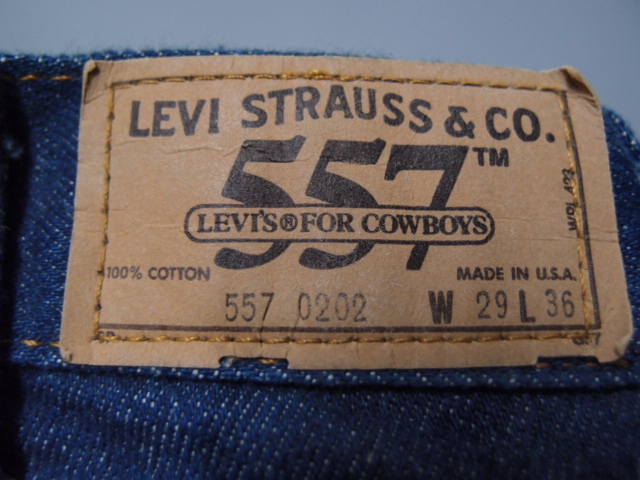 LEVI STRAUSS & CO.
557™
LEVI'S®FOR COWBOYS
100% COTTON
MADE IN U.S.A.
557 0202 W 29 L 36